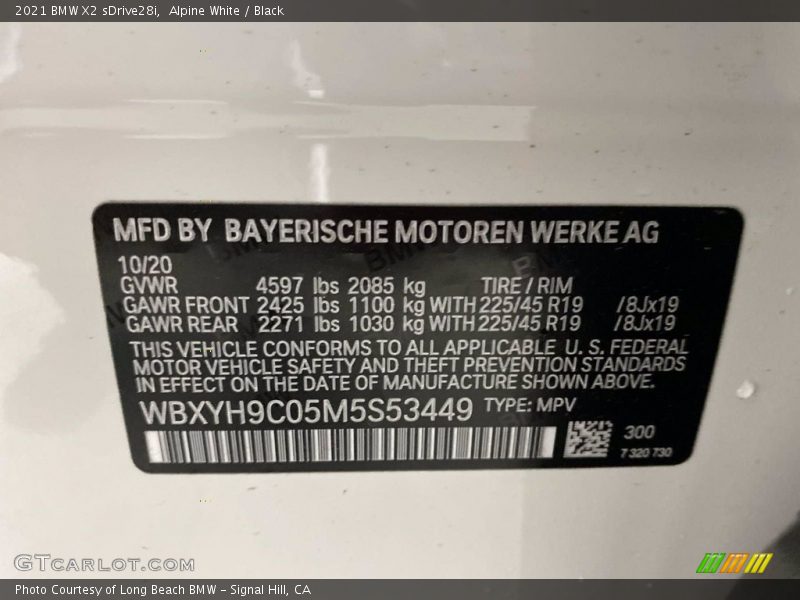 2021 BMW X2 sDrive28i, Alpine White / Black
MFD BY BAYERISCHE MOTOREN WERKE AG
10/20
GVWR 4597 lbs 2085 kg TIRE / RIM
GAWR FRONT 2425 lbs 1100 kg WITH 225/45 R19 /8Jx19
GAWR REAR 2271 lbs 1030 kg WITH 225/45 R19 /8Jx19
THIS VEHICLE CONFORMS TO ALL APPLICABLE U. S. FEDERAL
MOTOR VEHICLE SAFETY AND THEFT PREVENTION STANDARDS
IN EFFECT ON THE DATE OF MANUFACTURE SHOWN ABOVE.
WBXYH9C05M5S53449 TYPE: MPV
300
7 320 730
GTCARLOT.COM
Photo Courtesy of Long Beach BMW - Signal Hill, CA